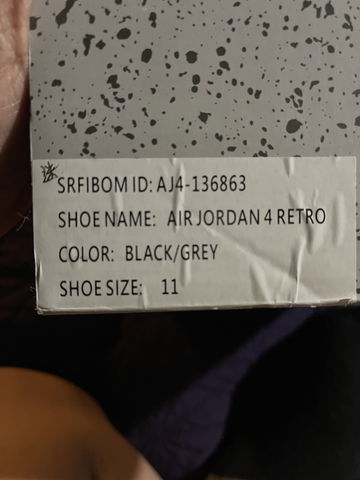 SRFIBOM ID: AJ4-136863
SHOE NAME: AIR JORDAN 4 RETRO
COLOR: BLACK/GREY
SHOE SIZE: 11